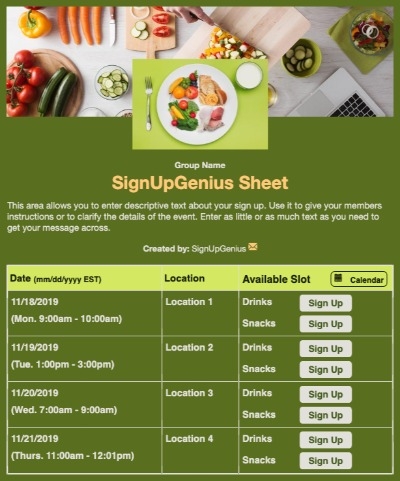 Group Name
SignUpGenius Sheet
This area allows you to enter descriptive text about your sign up. Use it to give your members
instructions or to clarify the details of the event. Enter as little or as much text as you need to
get your message across.
Created by: SignUpGenius
Date (mm/dd/yyyy EST) Location Available Slot Calendar
11/18/2019 Location 1 Drinks Sign Up
(Mon. 9:00am - 10:00am) Snacks Sign Up
11/19/2019 Location 2 Drinks Sign Up
(Tue. 1:00pm - 3:00pm) Snacks Sign Up
11/20/2019 Location 3 Drinks Sign Up
(Wed. 7:00am - 9:00am) Snacks Sign Up
11/21/2019 Location 4 Drinks Sign Up
(Thurs. 11:00am - 12:01pm) Snacks Sign Up